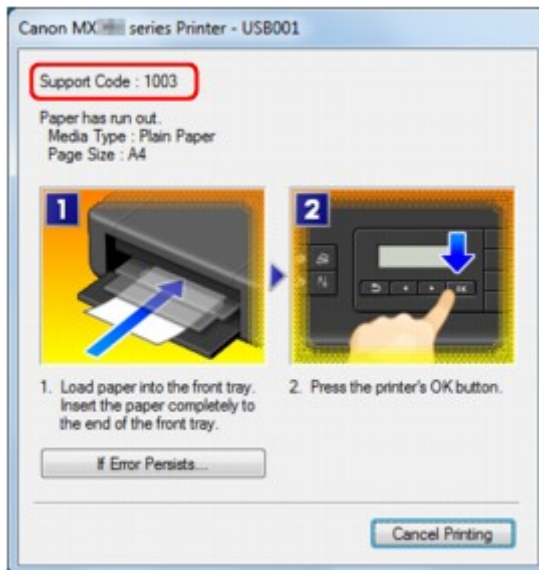 Canon MX series Printer - USB001
Support Code : 1003
Paper has run out.
Media Type : Plain Paper
Page Size : A4
1
2
OK
1. Load paper into the front tray.
Insert the paper completely to
the end of the front tray.
2. Press the printer's OK button.
If Error Persists...
Cancel Printing